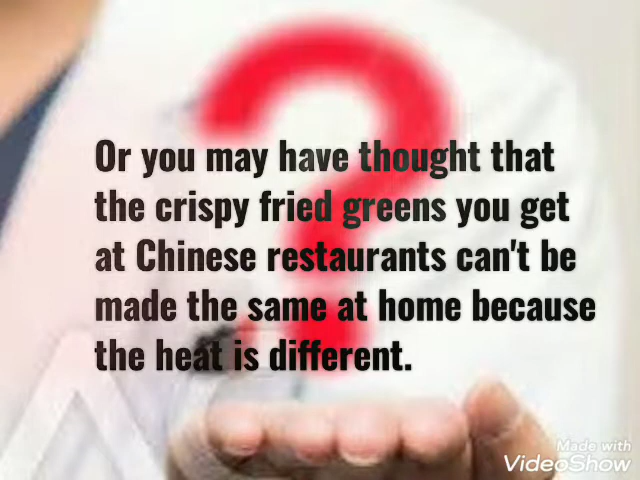 Or you may have thought that
the crispy fried greens you get
at Chinese restaurants can't be
made the same at home because
the heat is different.
Made with
VideoShow